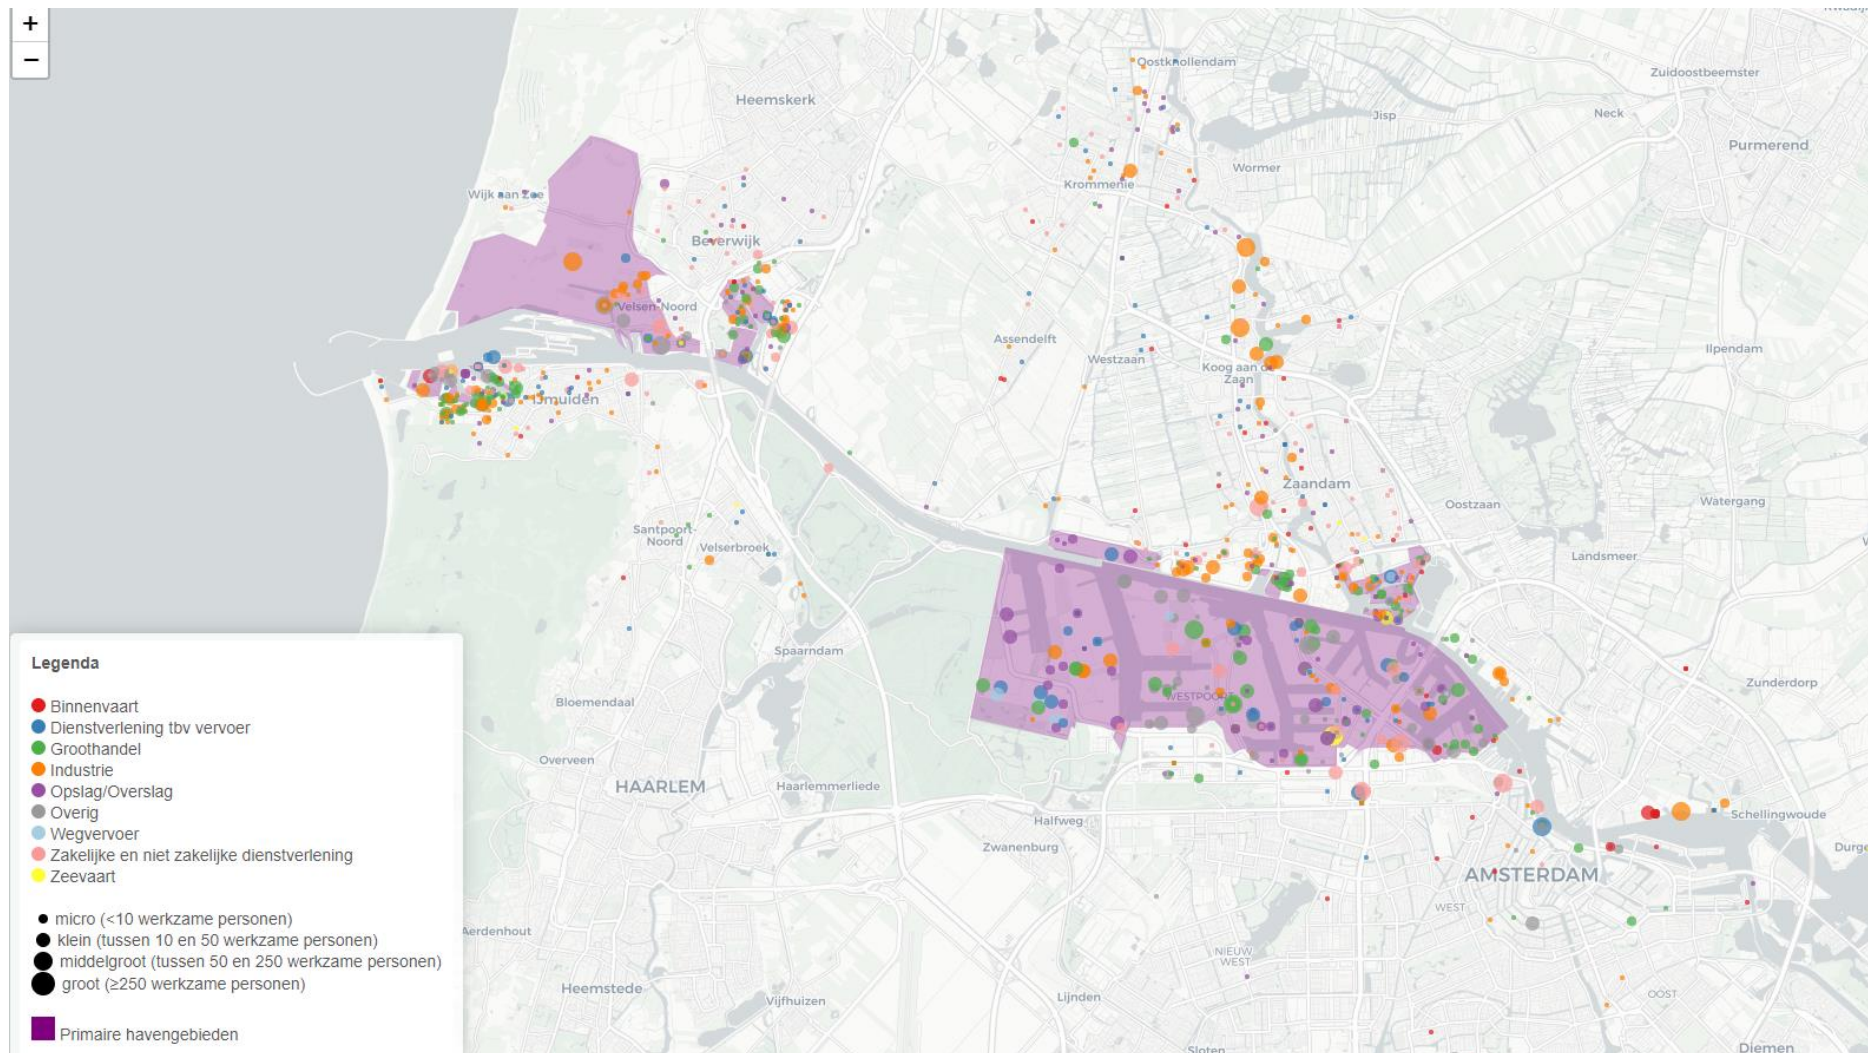 +
−
Oostknollendam
Zuidoostbeemster
Heemskerk
Jisp
Neck
Purmerend
Wormer
Krommenie
Wijk aan Zee
Beverwijk
Velsen-Noord
Assendelft
Westzaan
Koog aan de
Zaan
Ilpendam
IJmuiden
Zaandam
Oostzaan
Watergang
Santpoort-
Noord
Velserbroek
Landsmeer
Spaarndam
Zunderdorp
WESTPOORT
Bloemendaal
Overveen
HAARLEM
Haarlemmerliede
Halfweg
Zwanenburg
Schellingwoude
AMSTERDAM
WEST
Aerdenhout
NIEUW
WEST
Heemstede
Vijfhuizen
Lijnden
OOST
Sloten
Diemen
Legenda
Binnenvaart
Dienstverlening tbv vervoer
Groothandel
Industrie
Opslag/Overslag
Overig
Wegvervoer
Zakelijke en niet zakelijke dienstverlening
Zeevaart
micro (<10 werkzame personen)
klein (tussen 10 en 50 werkzame personen)
middelgroot (tussen 50 en 250 werkzame personen)
groot (≥250 werkzame personen)
Primaire havengebieden